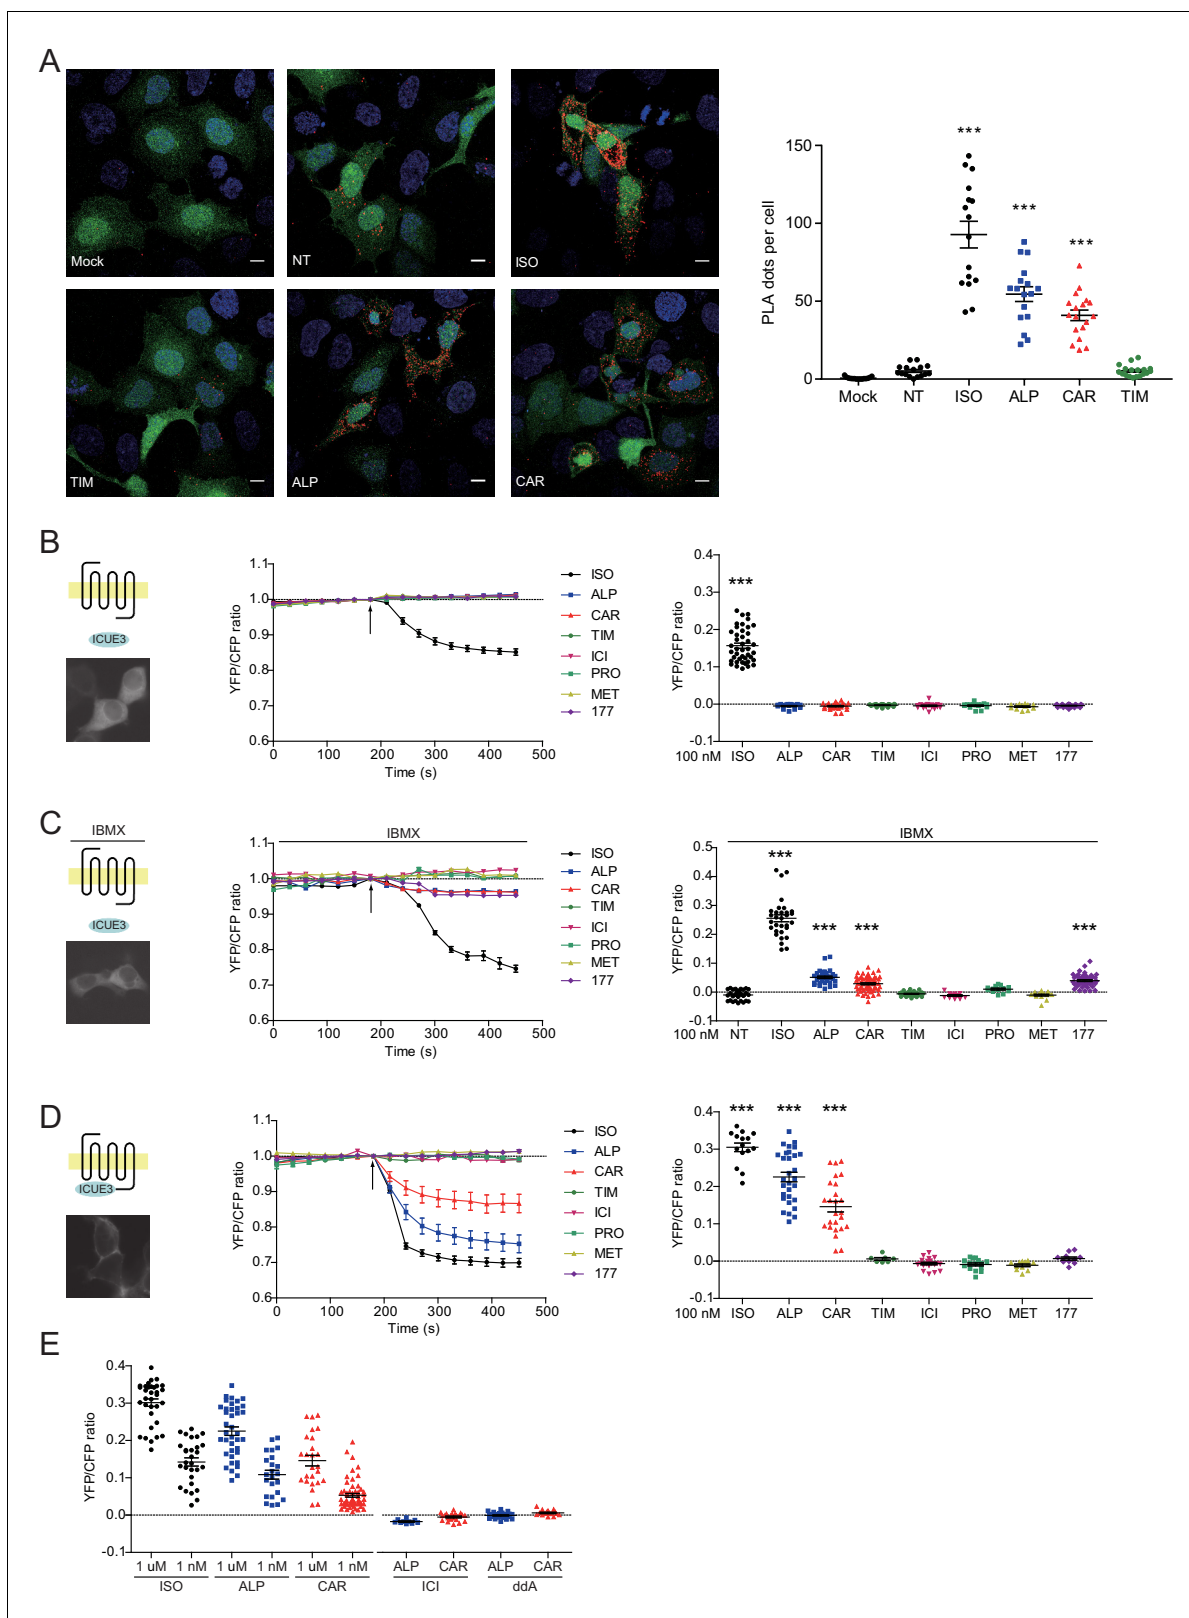 A
Mock
NT
ISO
TIM
ALP
CAR
PLA dots per cell
150
100
50
0
***
***
***
Mock NT ISO ALP CAR TIM
B
ICUE3
YFP/CFP ratio
1.1
1.0
0.9
0.8
0.7
0.6
0 100 200 300 400 500
Time (s)
ISO
ALP
CAR
TIM
ICI
PRO
MET
177
YFP/CFP ratio
0.4
0.3
0.2
0.1
0.0
-0.1
***
100 nM ISO ALP CAR TIM ICI PRO MET 177
C
IBMX
ICUE3
IBMX
YFP/CFP ratio
1.1
1.0
0.9
0.8
0.7
0.6
0 100 200 300 400 500
Time (s)
ISO
ALP
CAR
TIM
ICI
PRO
MET
177
IBMX
YFP/CFP ratio
0.5
0.4
0.3
0.2
0.1
0.0
-0.1
***
*** *** ***
100 nM NT ISO ALP CAR TIM ICI PRO MET 177
D
ICUE3
YFP/CFP ratio
1.1
1.0
0.9
0.8
0.7
0.6
0 100 200 300 400 500
Time (s)
ISO
ALP
CAR
TIM
ICI
PRO
MET
177
YFP/CFP ratio
0.4
0.3
0.2
0.1
0.0
-0.1
*** *** ***
100 nM ISO ALP CAR TIM ICI PRO MET 177
E
YFP/CFP ratio
0.4
0.3
0.2
0.1
0.0
-0.1
1 uM 1 nM 1 uM 1 nM 1 uM 1 nM ALP CAR ALP CAR
ISO ALP CAR ICI ddA